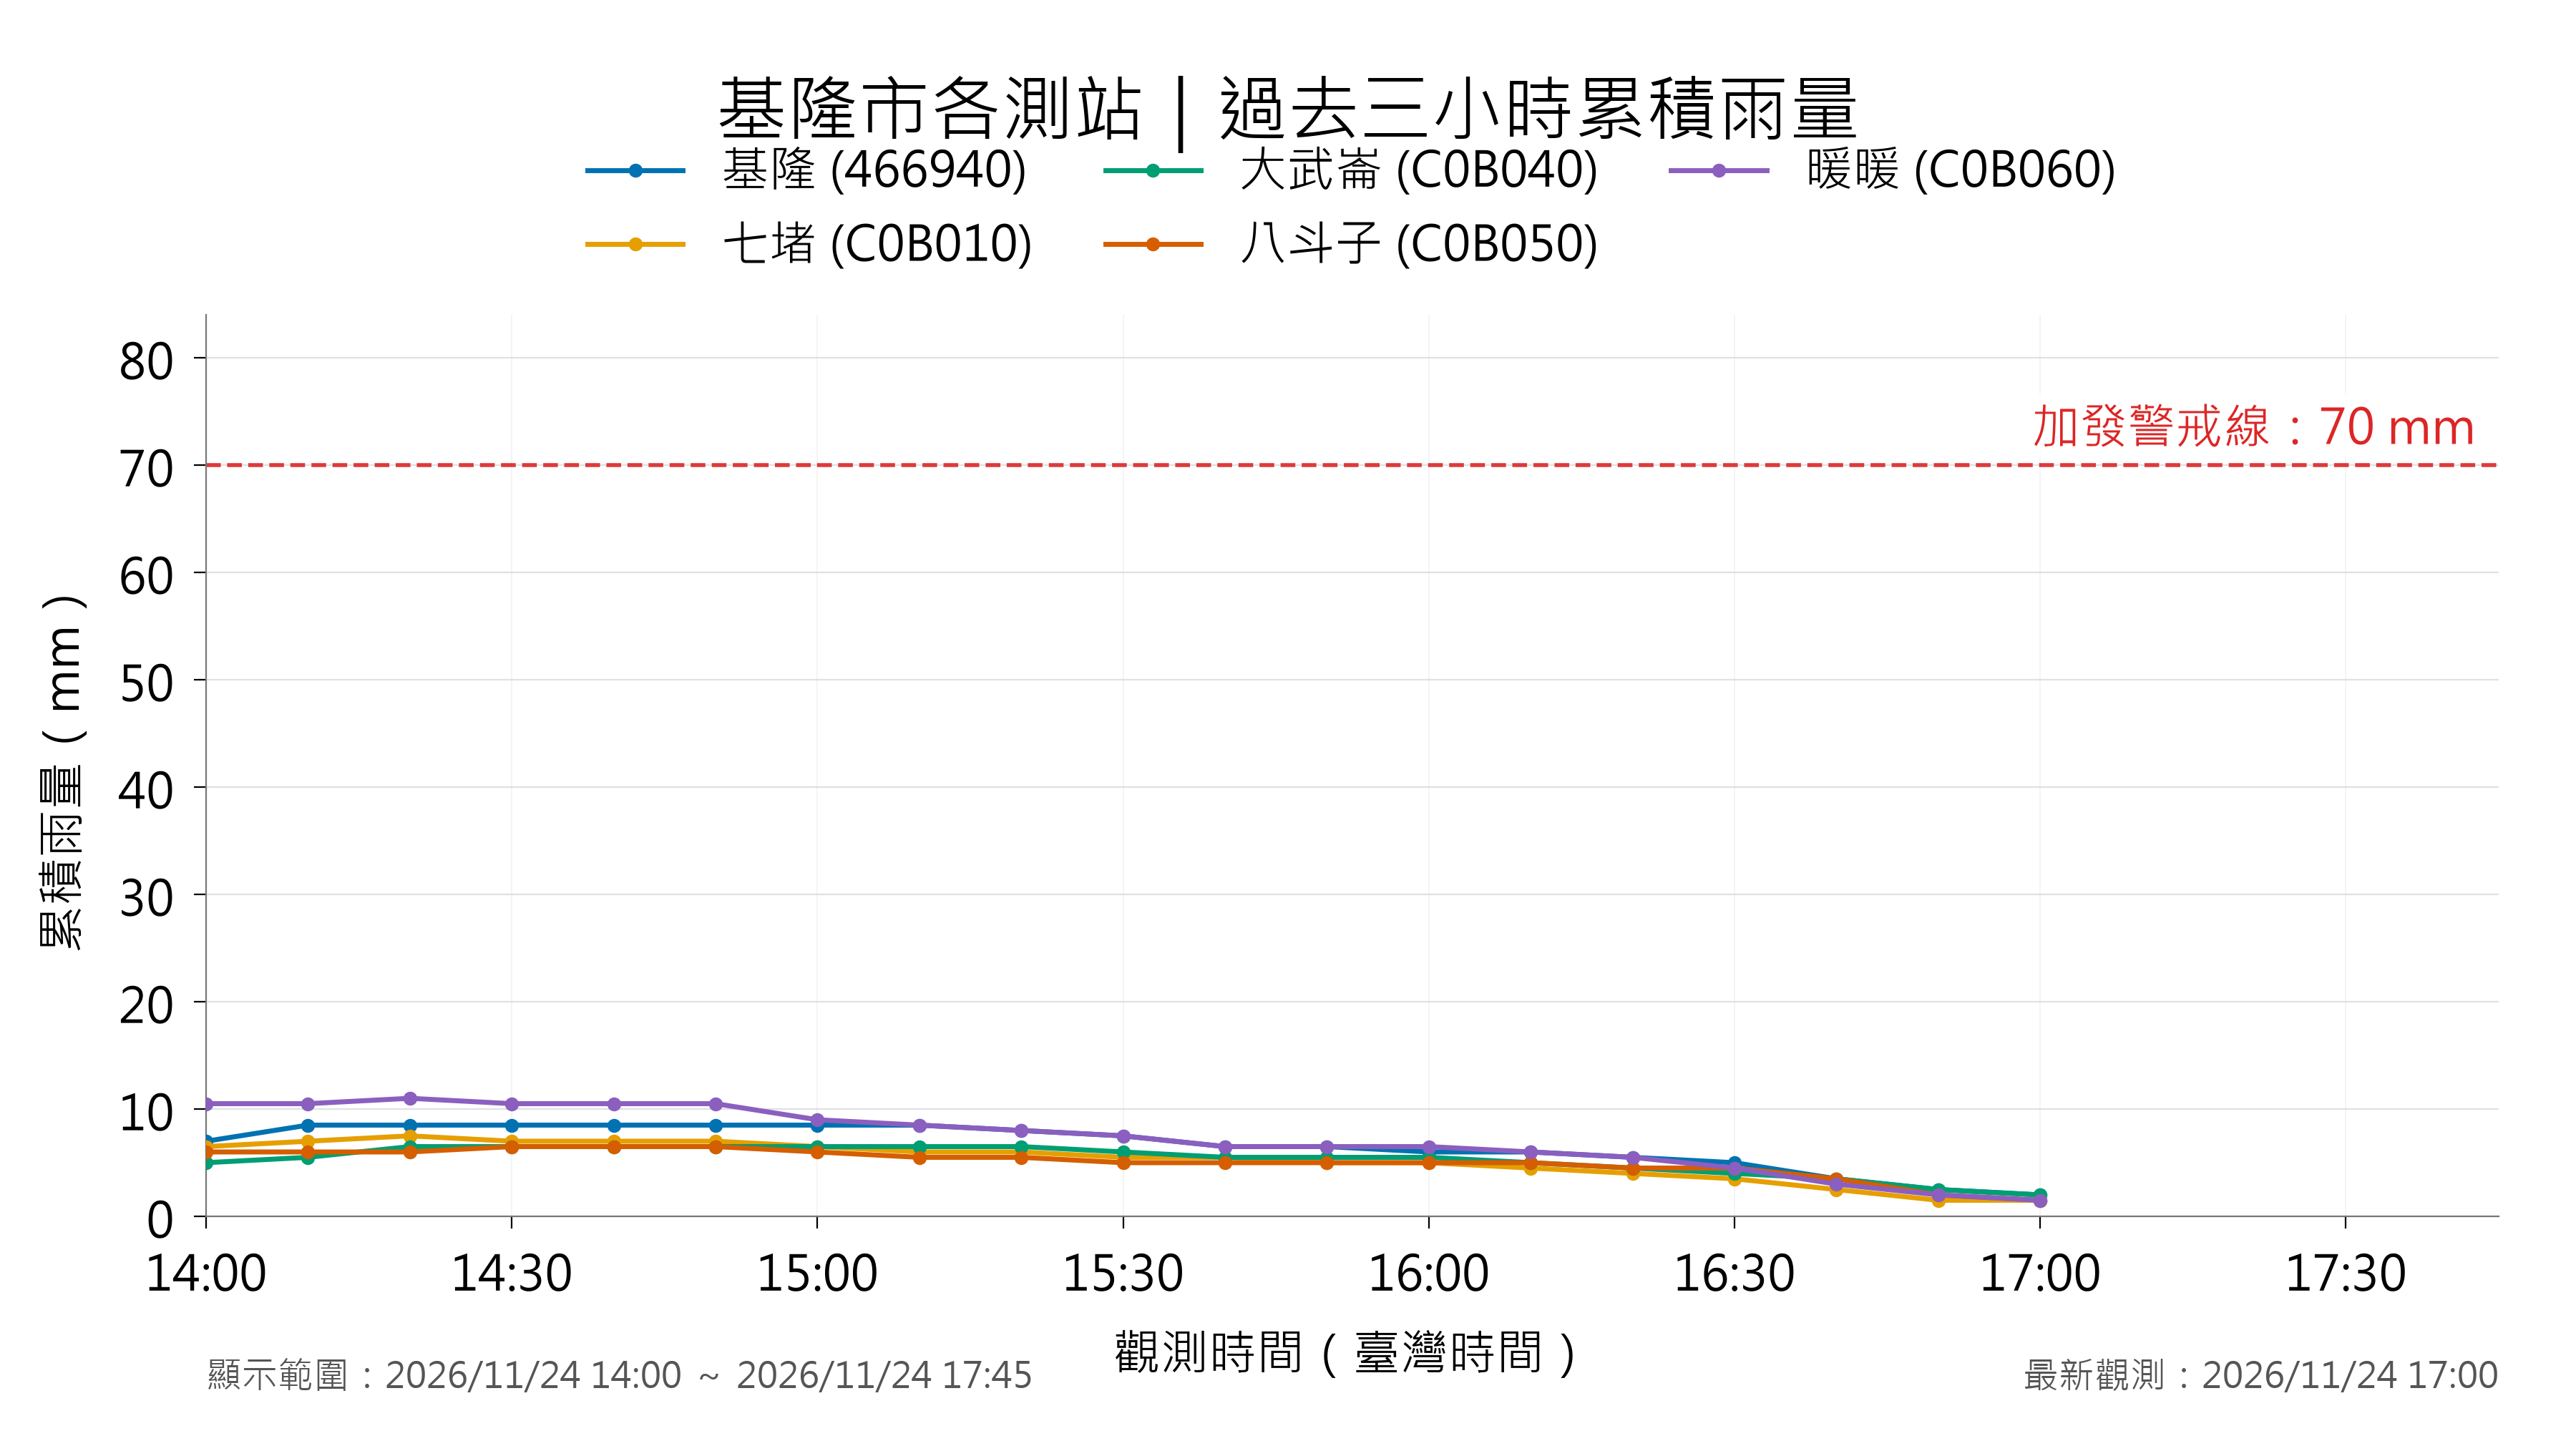 基隆市各測站｜過去三小時累積雨量
基隆 (466940)
大武崙 (C0B040)
暖暖 (C0B060)
七堵 (C0B010)
八斗子 (C0B050)
加發警戒線：70 mm
累積雨量（mm）
80
70
60
50
40
30
20
10
0
14:00
14:30
15:00
15:30
16:00
16:30
17:00
17:30
觀測時間（臺灣時間）
顯示範圍：2026/11/24 14:00 ~ 2026/11/24 17:45
最新觀測：2026/11/24 17:00